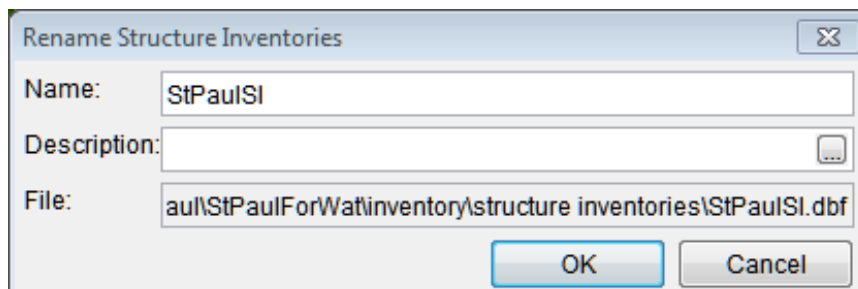 Rename Structure Inventories
Name: StPaulSI
Description: ...
File: aul\StPaulForWat\inventory\structure inventories\StPaulSI.dbf
OK Cancel